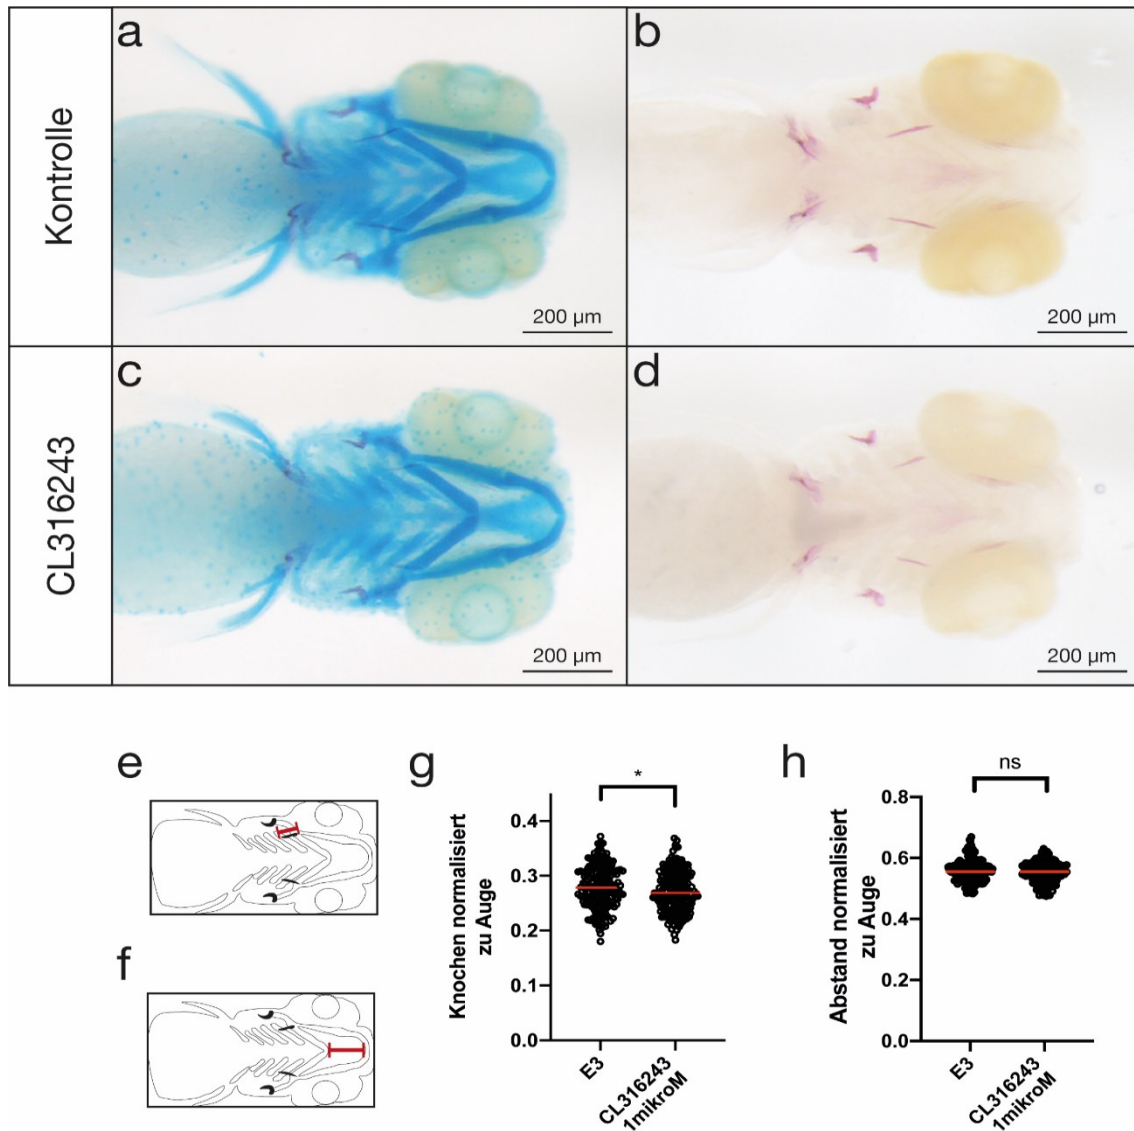 Kontrolle
a
200 µm
b
200 µm
CL316243
c
200 µm
d
200 µm
e
f
g
*
Knochen normalisiert
zu Auge
0.4
0.3
0.2
0.1
0.0
E3
CL316243
1mikroM
h
ns
Abstand normalisiert
zu Auge
0.8
0.6
0.4
0.2
0.0
E3
CL316243
1mikroM